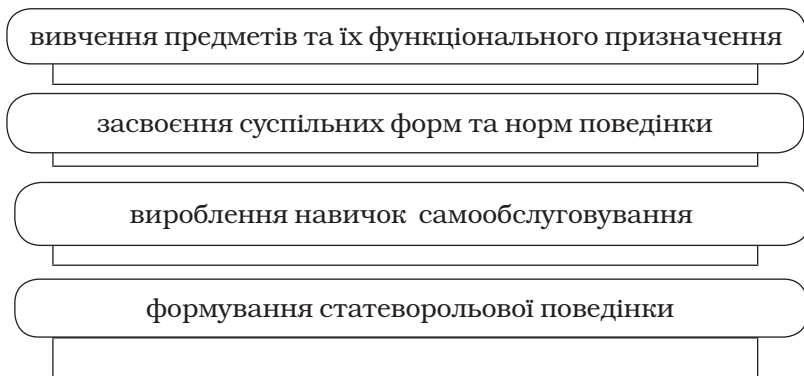 вивчення предметів та їх функціонального призначення
засвоєння суспільних форм та норм поведінки
вироблення навичок самообслуговування
формування статеворольової поведінки